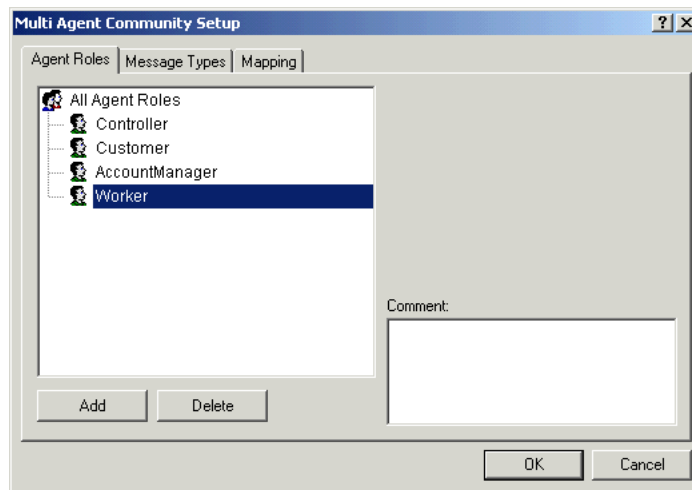 Multi Agent Community Setup
Agent Roles
Message Types
Mapping
All Agent Roles
Controller
Customer
AccountManager
Worker
Comment:
Add
Delete
OK
Cancel